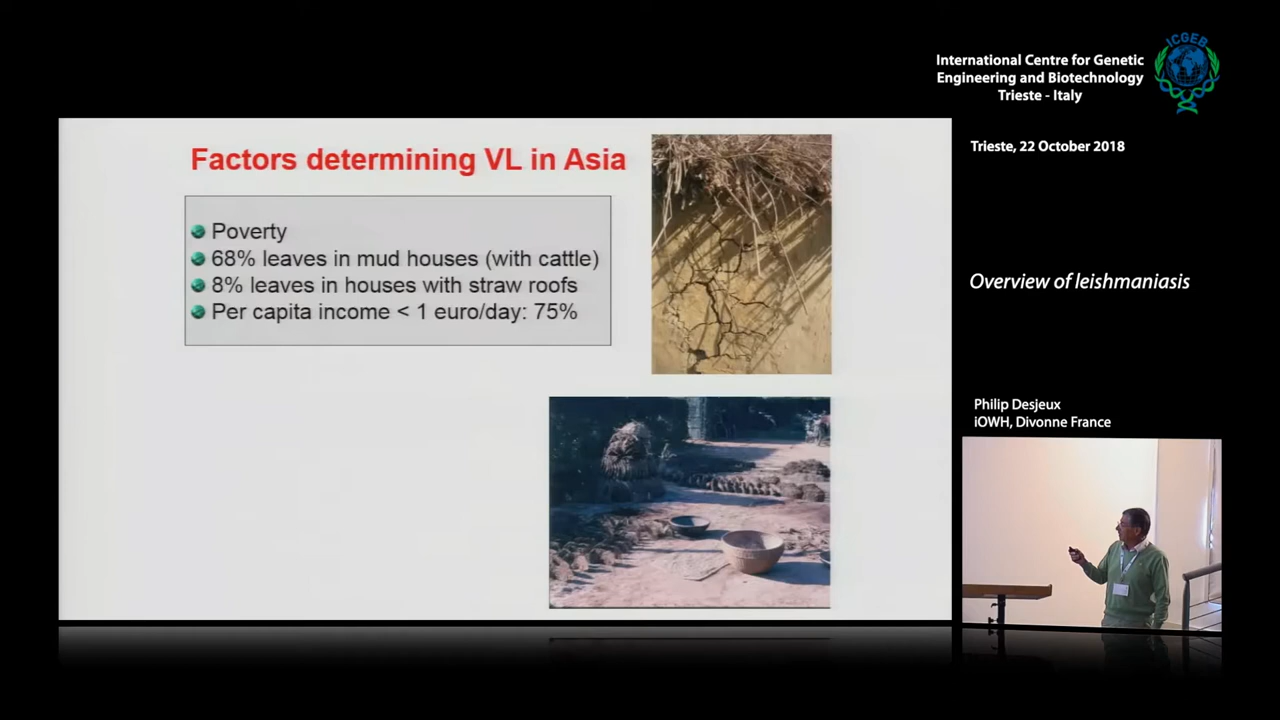 ICGEB
International Centre for Genetic
Engineering and Biotechnology
Trieste - Italy
Trieste, 22 October 2018
Factors determining VL in Asia
Poverty
68% leaves in mud houses (with cattle)
8% leaves in houses with straw roofs
Per capita income < 1 euro/day: 75%
Overview of leishmaniasis
Philip Desjeux
iOWH, Divonne France